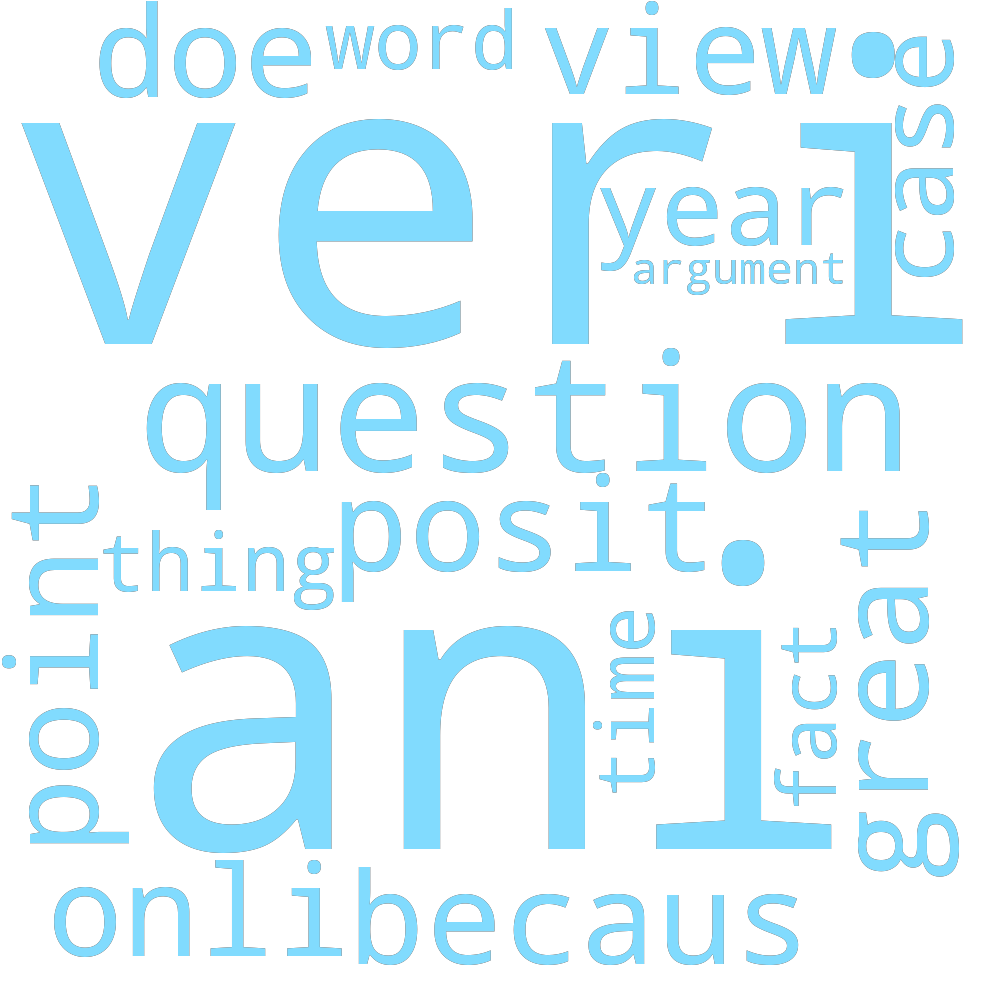 doe
word
view
case
veri
year
argument
question
point
posit
thing
great
ani
time
fact
onli
becaus